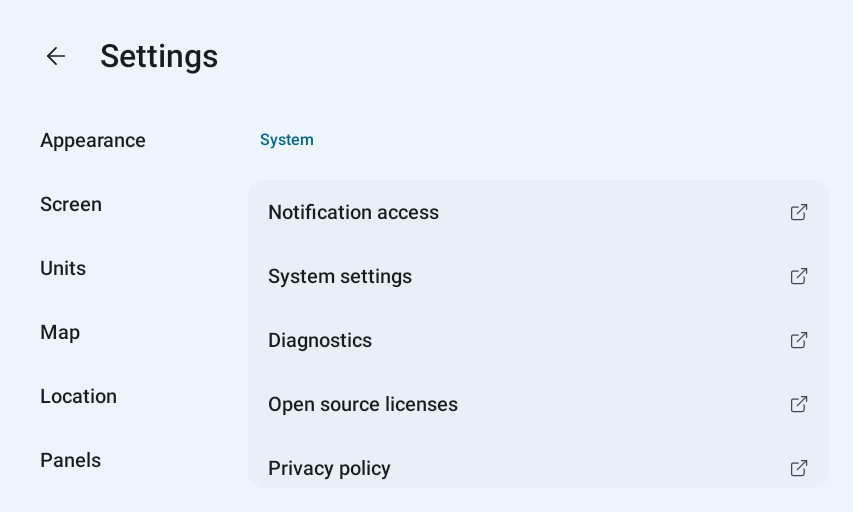 Settings
Appearance
Screen
Units
Map
Location
Panels
System
Notification access
System settings
Diagnostics
Open source licenses
Privacy policy